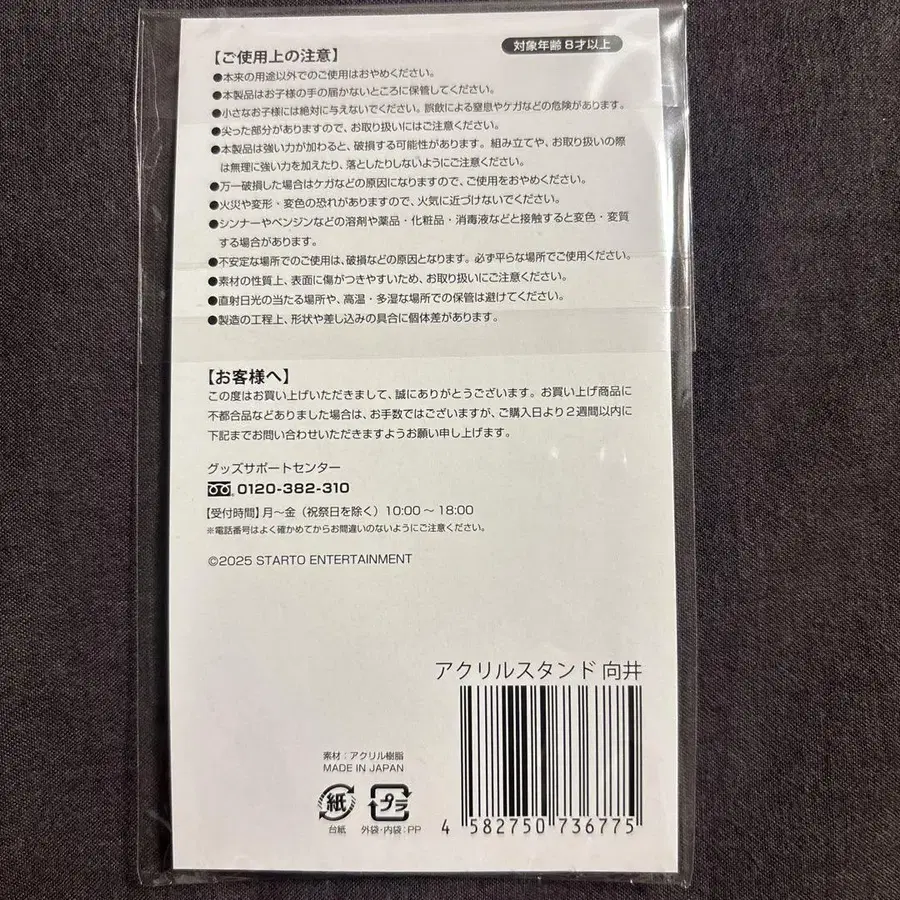 【ご使用上の注意】
対象年齢 8才以上
●本来の用途以外でのご使用はおやめください。
●本製品はお子様の手の届かないところに保管してください。
●小さなお子様には絶対に与えないでください。誤飲による窒息やケガなどの危険があります。
●尖った部分がありますので、お取り扱いにはご注意ください。
●本製品は強い力が加わると、破損する可能性があります。組み立てや、お取り扱いの際
は無理に強い力を加えたり、落としたりしないようにご注意ください。
●万一破損した場合はケガなどの原因になりますので、ご使用をおやめください。
●火災や変形・変色の恐れがありますので、火気に近づけないでください。
●シンナーやベンジンなどの溶剤や薬品・化粧品・消毒液などと接触すると変色・変質
する場合があります。
●不安定な場所でのご使用は、破損などの原因となります。必ず平らな場所でご使用ください。
●素材の性質上、表面に傷がつきやすいため、お取り扱いにご注意ください。
●直射日光の当たる場所や、高温・多湿な場所での保管は避けてください。
●製造の工程上、形状や差し込みの具合に個体差があります。
【お客様へ】
この度はお買い上げいただきまして、誠にありがとうございます。お買い上げ商品に
不都合品などありました場合は、お手数ではございますが、ご購入日より2週間以内に
下記までお問い合わせいただきますようお願い申し上げます。
グッズサポートセンター
0120-382-310
【受付時間】月〜金（祝祭日を除く）10:00〜18:00
※電話番号はよく確かめてからお間違いのないようにご注意ください。
©2025 STARTO ENTERTAINMENT
アクリルスタンド 向井
素材：アクリル樹脂
MADE IN JAPAN
紙
プラ
台紙
外袋・内袋：PP
4 582750 736775